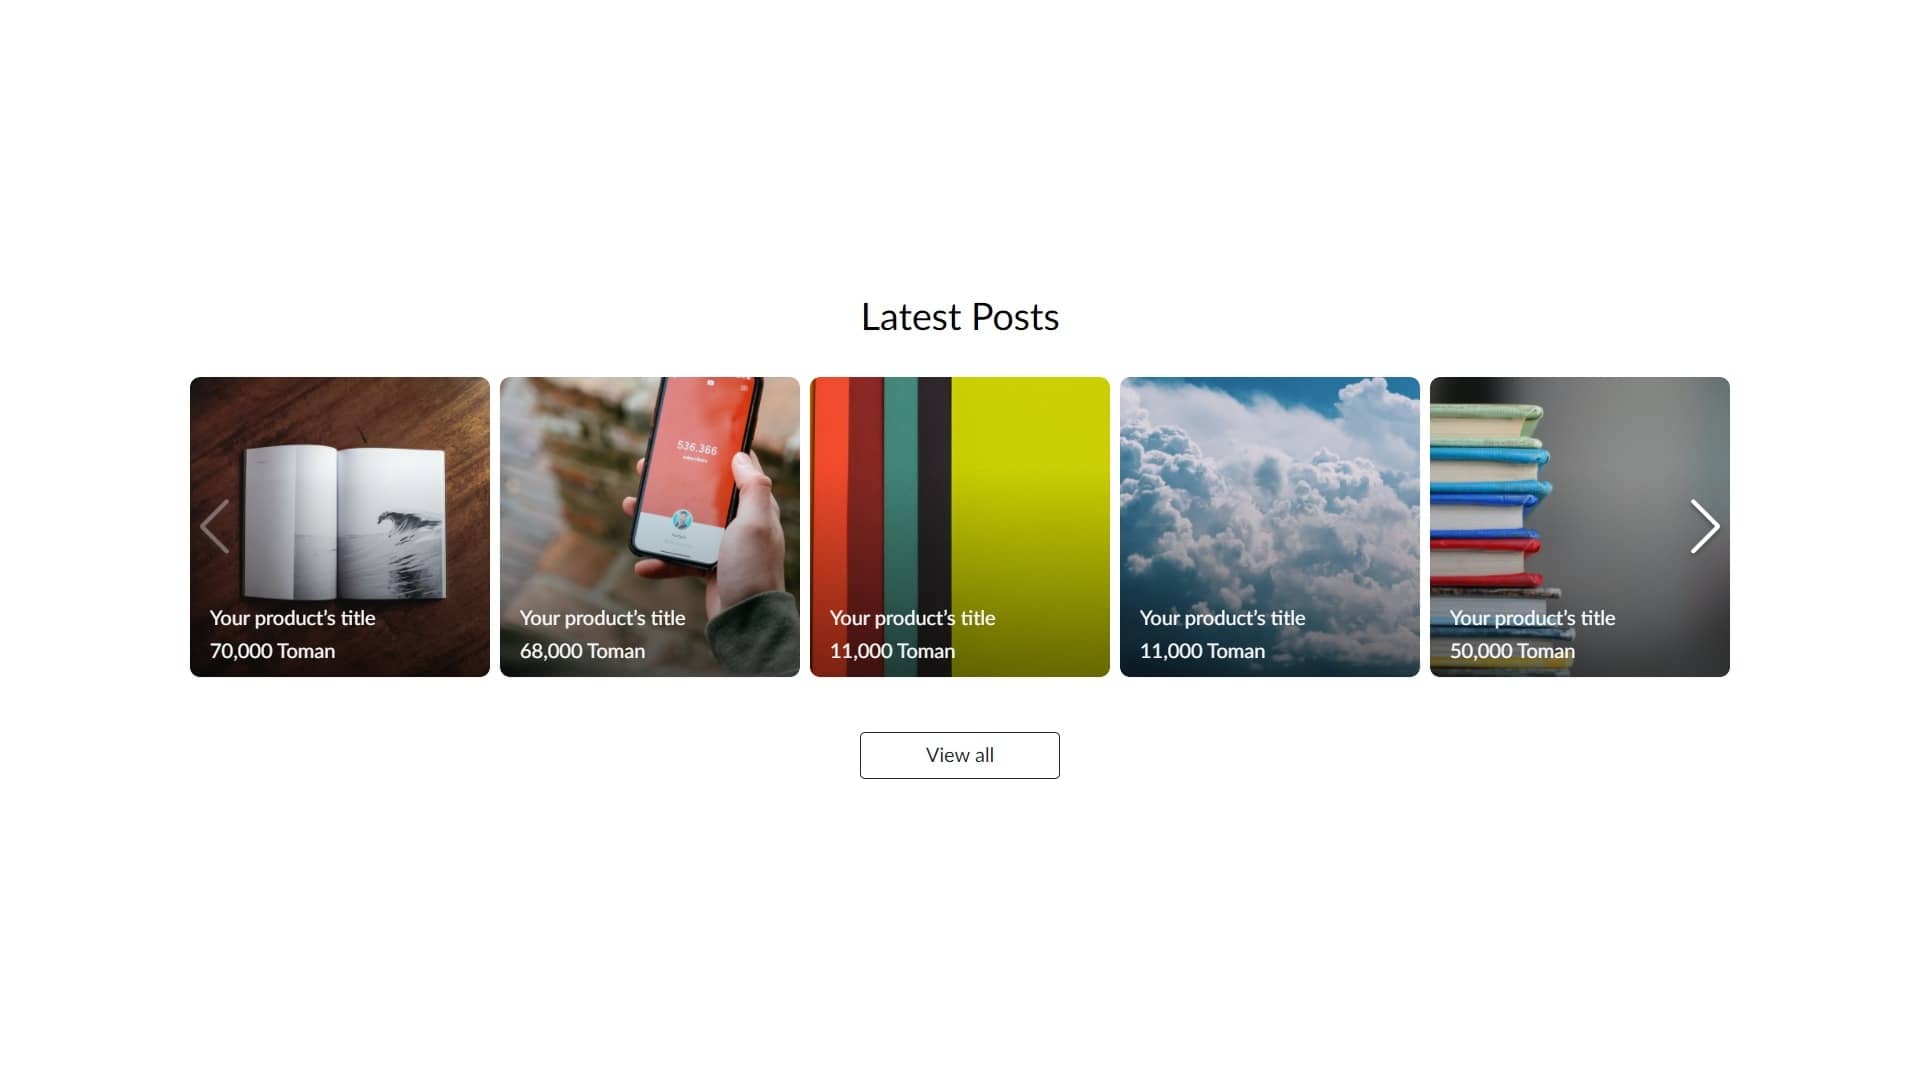 Latest Posts
536,366
Your product's title
70,000 Toman
Your product's title
68,000 Toman
Your product's title
11,000 Toman
Your product's title
11,000 Toman
Your product's title
50,000 Toman
View all